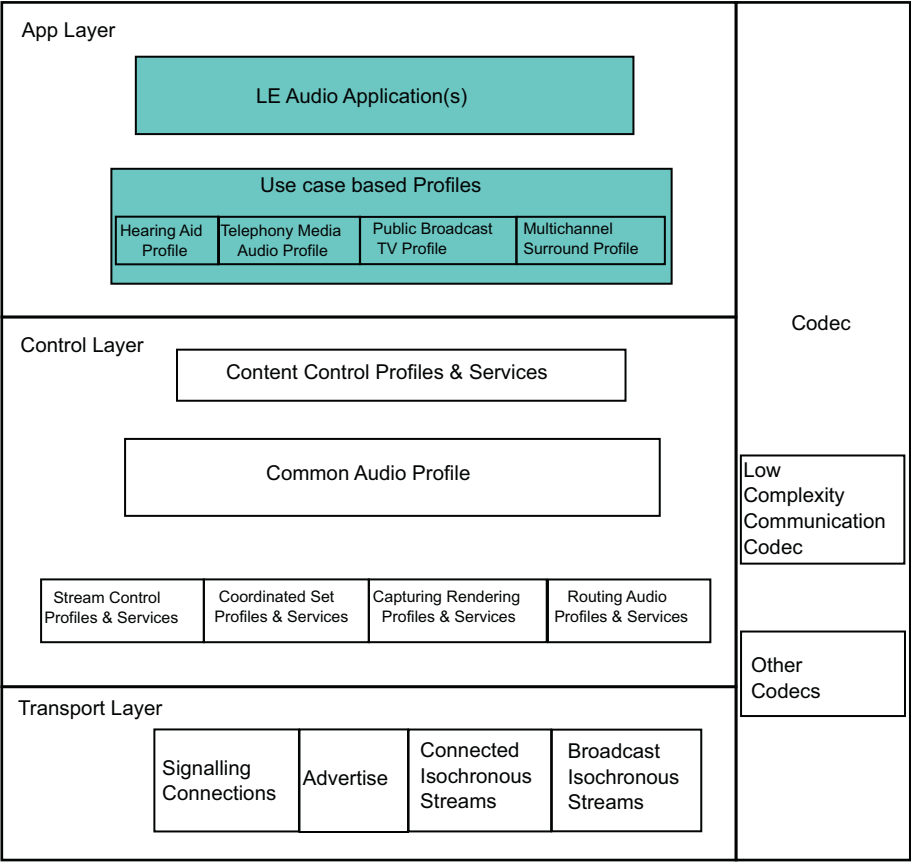 App Layer
LE Audio Application(s)
Use case based Profiles
Hearing Aid
Profile
Telephony Media
Audio Profile
Public Broadcast
TV Profile
Multichannel
Surround Profile
Control Layer
Content Control Profiles & Services
Common Audio Profile
Stream Control
Profiles & Services
Coordinated Set
Profiles & Services
Capturing Rendering
Profiles & Services
Routing Audio
Profiles & Services
Transport Layer
Signalling
Connections
Advertise
Connected
Isochronous
Streams
Broadcast
Isochronous
Streams
Codec
Low
Complexity
Communication
Codec
Other
Codecs